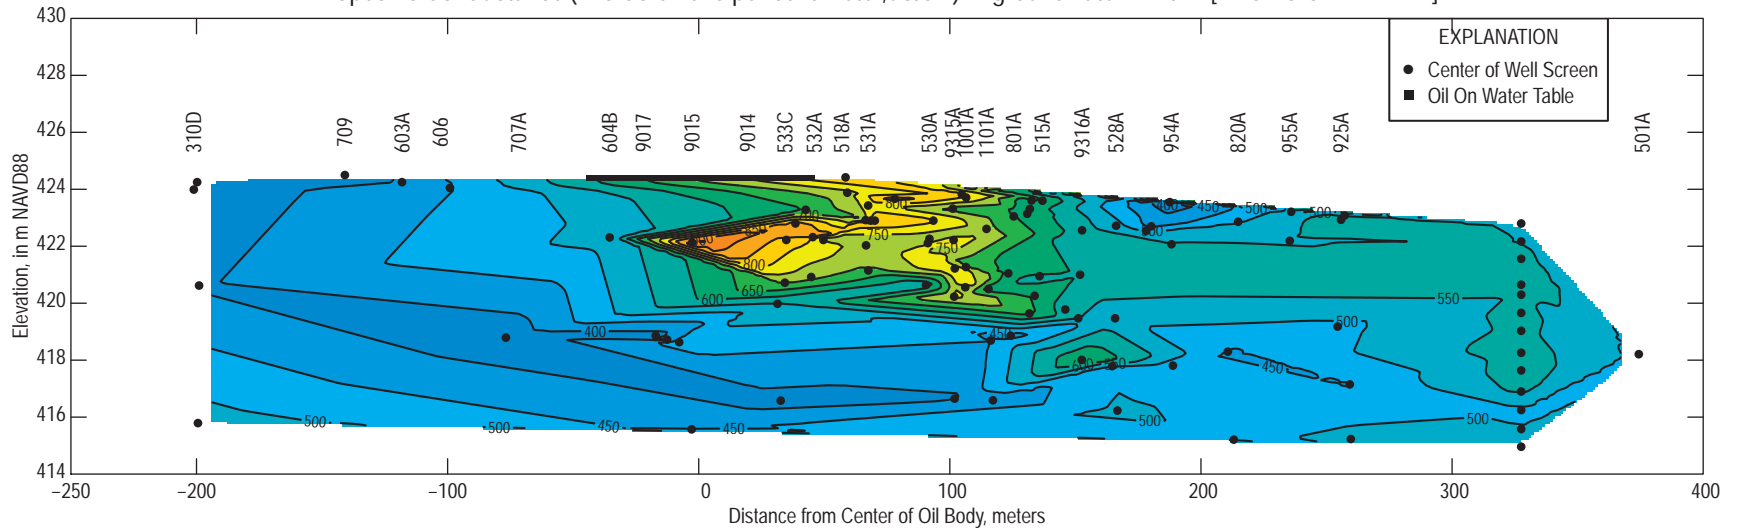 430
428
426
424
422
420
418
416
414
Elevation, in m NAVD88
EXPLANATION
Center of Well Screen
Oil On Water Table
310D
709
603A
606
707A
604B
9017
9015
9014
533C
532A
518A
531A
530A
9315A
1001A
1101A
801A
515A
9316A
528A
954A
820A
955A
925A
501A
800
750
750
800
650
600
400
450
500
500
550
500
450
450
600
500
500
500
500
450
450
−250
−200
−100
0
100
200
300
400
Distance from Center of Oil Body, meters